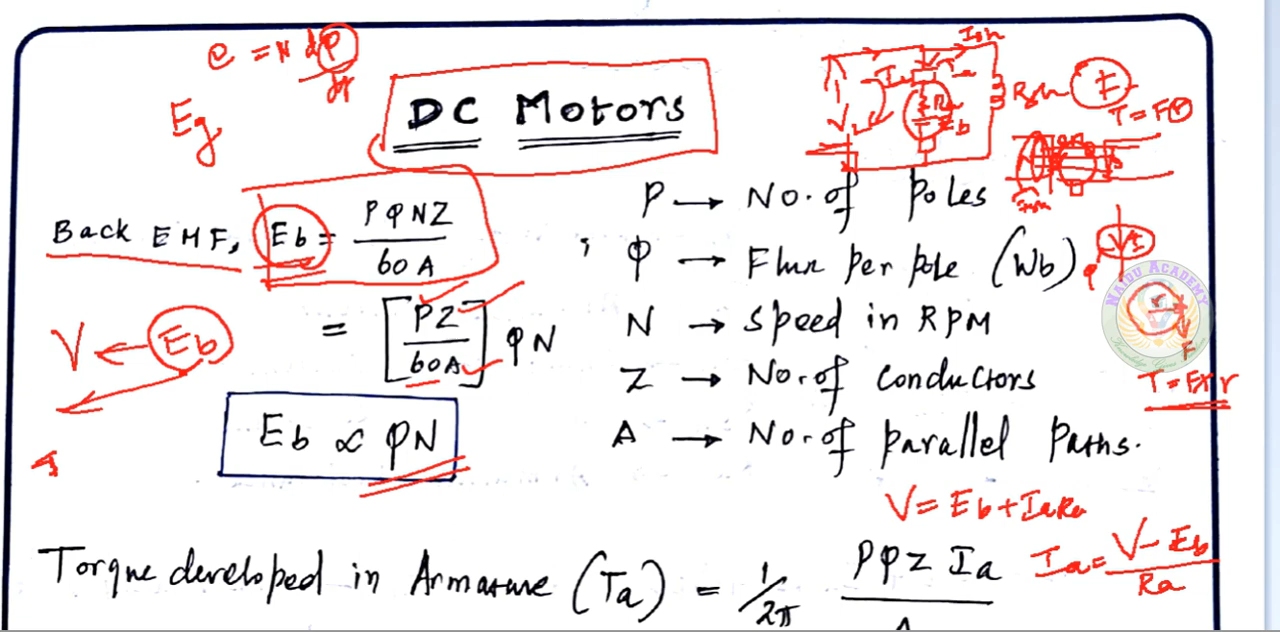 e = N dφ/dt
DC Motors
Eg
Ish
Ia
Rsh
Ra
Eb
T = F
Back EMF, Eb = PφNZ / 60A ; 
P → No. of Poles
φ → Flux Per Pole (Wb)
= [PZ / 60A] φN
N → Speed in RPM
V ← Eb
Z → No. of Conductors
Eb ∝ φN
A → No. of parallel Paths.
NAIDU ACADEMY
F
T = F x r
V = Eb + IaRa
Ia = V - Eb / Ra
Torque developed in Armature (Ta) = 1/2π PφZ Ia / A